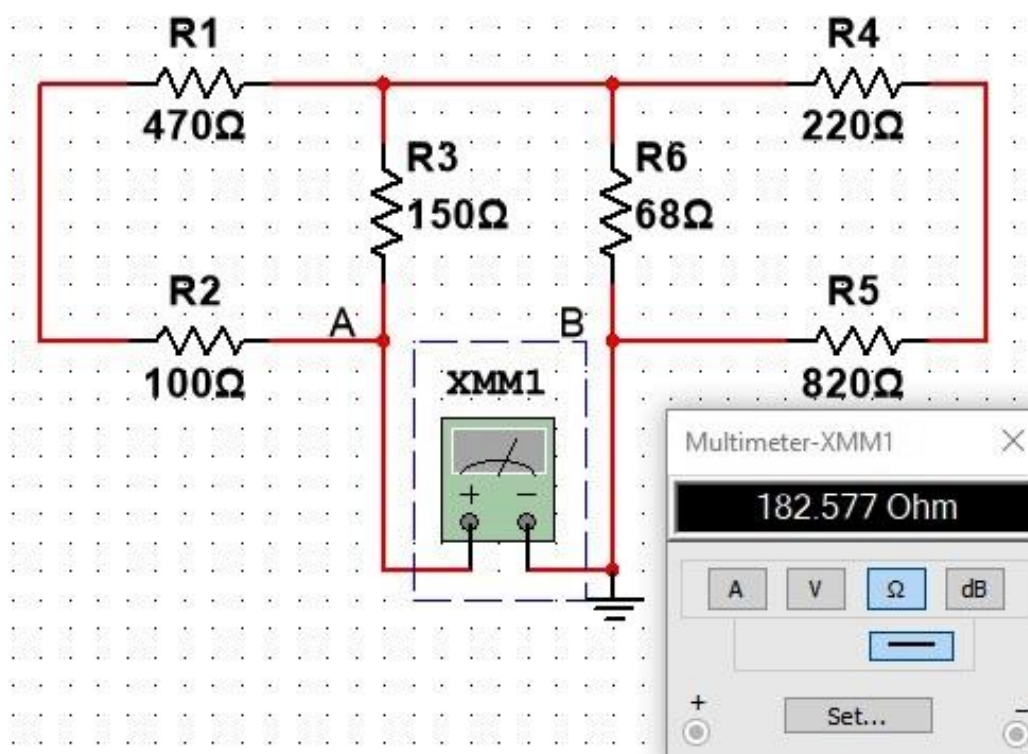 R1
470Ω
R4
220Ω
R3
150Ω
R6
68Ω
R2
100Ω
A
B
R5
820Ω
XMM1
+ −
Multimeter-XMM1
182.577 Ohm
A V Ω dB
+ −
Set...